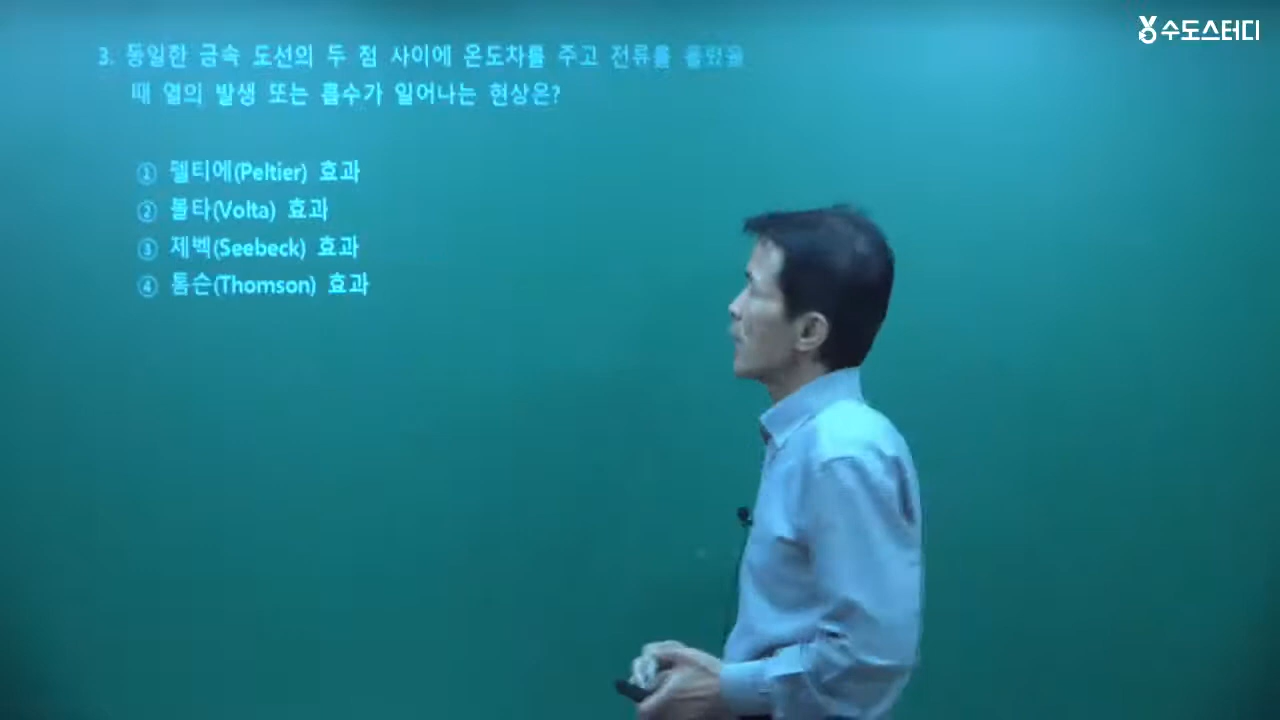 수도스터디
3. 동일한 금속 도선의 두 점 사이에 온도차를 주고 전류를 흘렸을
때 열의 발생 또는 흡수가 일어나는 현상은?
① 펠티에(Peltier) 효과
② 볼타(Volta) 효과
③ 제벡(Seebeck) 효과
④ 톰슨(Thomson) 효과